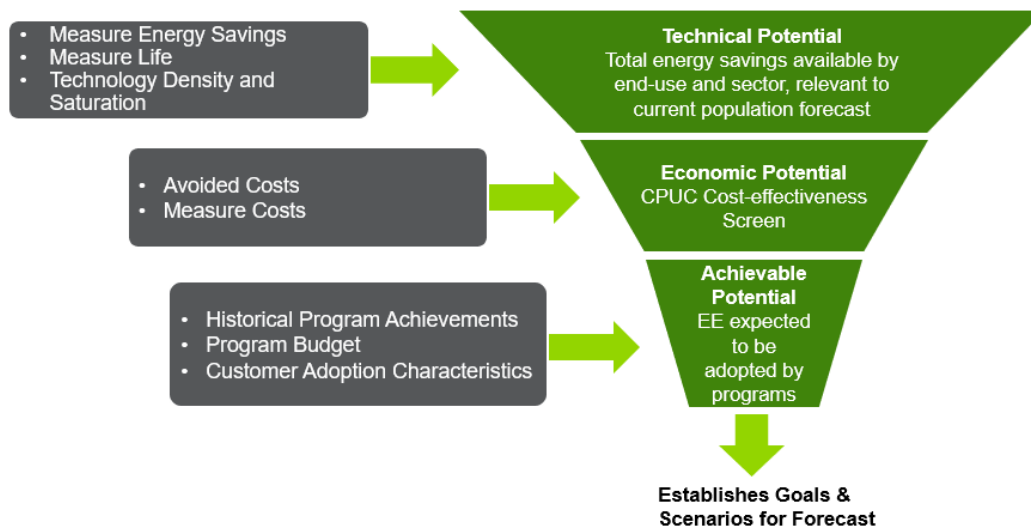 • Measure Energy Savings
• Measure Life
• Technology Density and
Saturation
Technical Potential
Total energy savings available by
end-use and sector, relevant to
current population forecast
• Avoided Costs
• Measure Costs
Economic Potential
CPUC Cost-effectiveness
Screen
• Historical Program Achievements
• Program Budget
• Customer Adoption Characteristics
Achievable
Potential
EE expected
to be
adopted by
programs
Establishes Goals &
Scenarios for Forecast